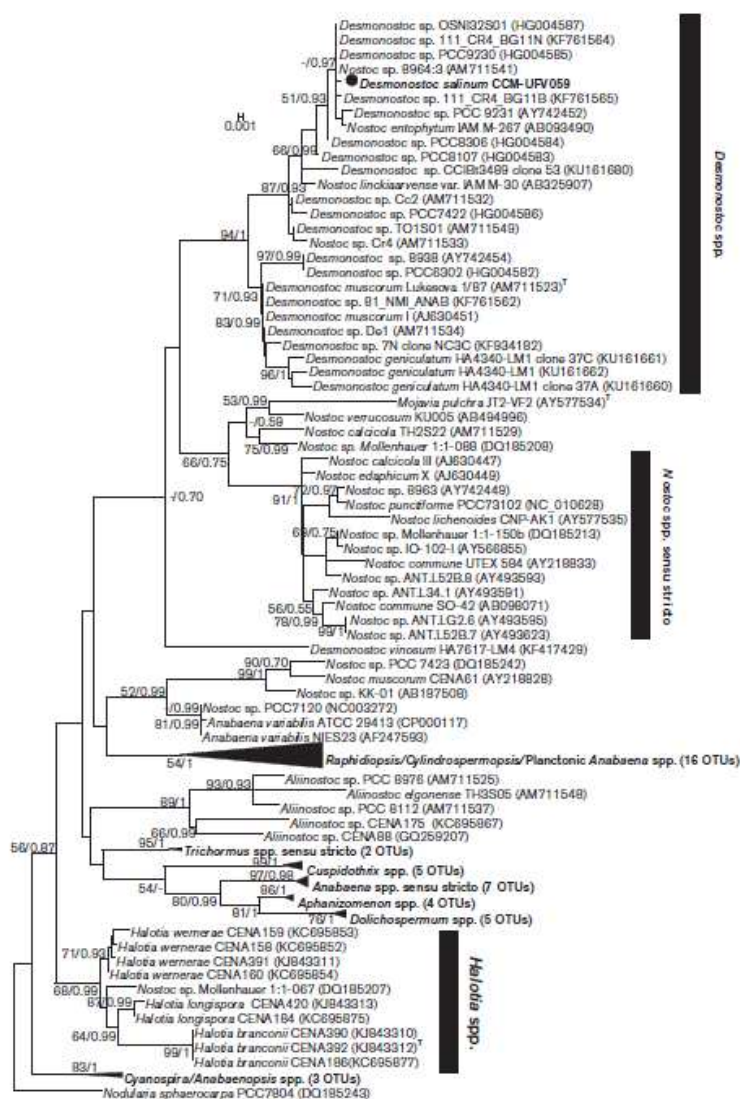 Desmonostoc sp. OSNI32S01 (HG004587)
Desmonostoc sp. 111_CR4_BG11N (KF761564)
Desmonostoc sp. PCC9230 (HG004585)
-/0.97
Nostoc sp. 8964:3 (AM711541)
Desmonostoc salinum CCM-UFV059
51/0.93
Desmonostoc sp. 111_CR4_BG11B (KF761565)
0.001
Desmonostoc sp. PCC 9231 (AY742452)
Nostoc entophytum IAM M-267 (AB093490)
Desmonostoc sp. PCC8306 (HG004584)
66/0.99
Desmonostoc sp. PCC8107 (HG004583)
Desmonostoc sp. CCIBt3489 clone 53 (KU161680)
87/0.93
Nostoc linckiaarvense var. IAM M-30 (AB325907)
Desmonostoc sp. Cc2 (AM711532)
Desmonostoc sp. PCC7422 (HG004586)
Desmonostoc sp. TO1S01 (AM711549)
94/1
Nostoc sp. Cr4 (AM711533)
97/0.99
Desmonostoc sp. 8938 (AY742454)
Desmonostoc sp. PCC6302 (HG004582)
Desmonostoc muscorum Lukesova 1/87 (AM711523)T
71/0.93
Desmonostoc sp. 81_NMI_ANAB (KF761562)
Desmonostoc muscorum I (AJ630451)
83/0.99
Desmonostoc sp. De1 (AM711534)
Desmonostoc sp. 7N clone NC3C (KF934182)
Desmonostoc geniculatum HA4340-LM1 clone 37C (KU161661)
Desmonostoc geniculatum HA4340-LM1 (KU161662)
96/1
Desmonostoc geniculatum HA4340-LM1 clone 37A (KU161660)
Desmonostoc spp.
53/0.99
Mojavia pulchra JT2-VF2 (AY577534)T
Nostoc verrucosum KU005 (AB494996)
-/0.59
Nostoc calcicola TH2S22 (AM711529)
75/0.99
Nostoc sp. Mollenhauer 1:1-088 (DQ185208)
66/0.75
Nostoc calcicola III (AJ630447)
Nostoc edaphicum X (AJ630449)
72/0.97
Nostoc sp. 8963 (AY742449)
91/1
Nostoc punctiforme PCC73102 (NC_010628)
-/0.70
Nostoc lichenoides CNP-AK1 (AY577535)
Nostoc sp. Mollenhauer 1:1-150b (DQ185213)
Nostoc sp. IO-102-I (AY566855)
Nostoc commune UTEX 584 (AY218833)
Nostoc sp. ANT.L52B.8 (AY493593)
Nostoc sp. ANT.L34.1 (AY493591)
56/0.55
Nostoc commune SO-42 (AB098071)
78/0.99
Nostoc sp. ANT.LG2.6 (AY493595)
99/1
Nostoc sp. ANT.L52B.7 (AY493623)
Nostoc spp. sensu stricto
Desmonostoc vinosum HA7617-LM4 (KF417429)
90/0.70
Nostoc sp. PCC 7423 (DQ185242)
99/1
Nostoc muscorum CENA61 (AY218828)
52/0.99
Nostoc sp. KK-01 (AB187508)
-/0.99
Nostoc sp. PCC7120 (NC003272)
81/0.99
Anabaena variabilis ATCC 29413 (CP000117)
Anabaena variabilis NIES23 (AF247593)
54/1
Raphidiopsis/Cylindrospermopsis/Planctonic Anabaena spp. (16 OTUs)
93/0.93
Aliinostoc sp. PCC 8976 (AM711525)
Aliinostoc elgonense TH3S05 (AM711548)
89/1
Aliinostoc sp. PCC 8112 (AM711537)
Aliinostoc sp. CENA175 (KC695867)
66/0.99
Aliinostoc sp. CENA88 (GQ259207)
95/1
Trichormus spp. sensu stricto (2 OTUs)
56/0.87
99/1
Cuspidothrix spp. (5 OTUs)
97/0.98
54/-
Anabaena spp. sensu stricto (7 OTUs)
86/1
80/0.99
Aphanizomenon spp. (4 OTUs)
81/1
76/1
Dolichospermum spp. (5 OTUs)
Halotia wernerae CENA159 (KC695853)
71/0.93
Halotia wernerae CENA158 (KC695852)
Halotia wernerae CENA391 (KJ843311)
Halotia wernerae CENA160 (KC695854)
68/0.99
Nostoc sp. Mollenhauer 1:1-067 (DQ185207)
87/0.99
Halotia longispora CENA420 (KJ843313)
Halotia longispora CENA184 (KC695875)
Halotia branconii CENA390 (KJ843310)
64/0.99
Halotia branconii CENA392 (KJ843312)T
99/1
Halotia branconii CENA186(KC695877)
Halotia spp.
83/1
Cyanospira/Anabaenopsis spp. (3 OTUs)
Nodularia sphaerocarpa PCC7804 (DQ185243)